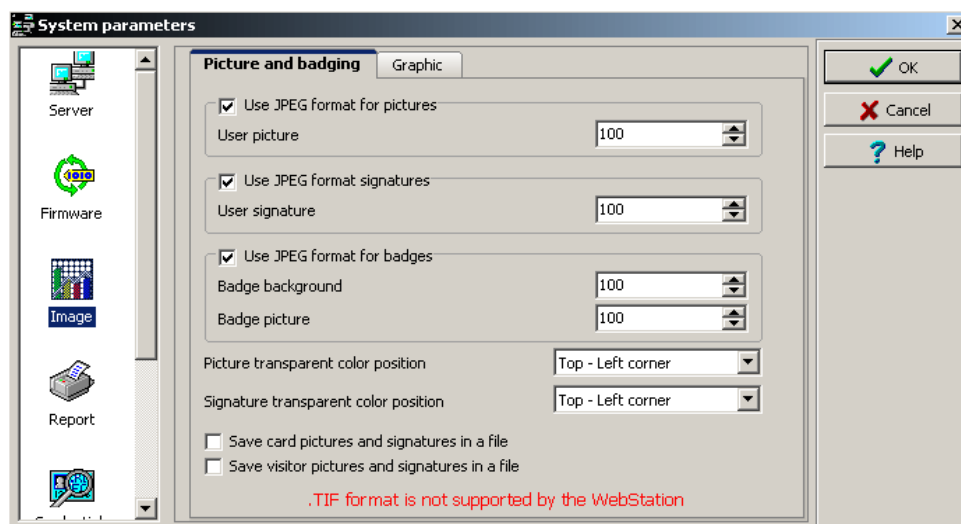 System parameters
Server
Firmware
Image
Report
Picture and badging
Graphic
Use JPEG format for pictures
User picture 100
Use JPEG format signatures
User signature 100
Use JPEG format for badges
Badge background 100
Badge picture 100
Picture transparent color position Top - Left corner
Signature transparent color position Top - Left corner
Save card pictures and signatures in a file
Save visitor pictures and signatures in a file
.TIF format is not supported by the WebStation
OK
Cancel
Help